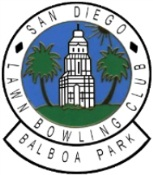 SAN DIEGO
LAWN BOWLING CLUB
BALBOA PARK